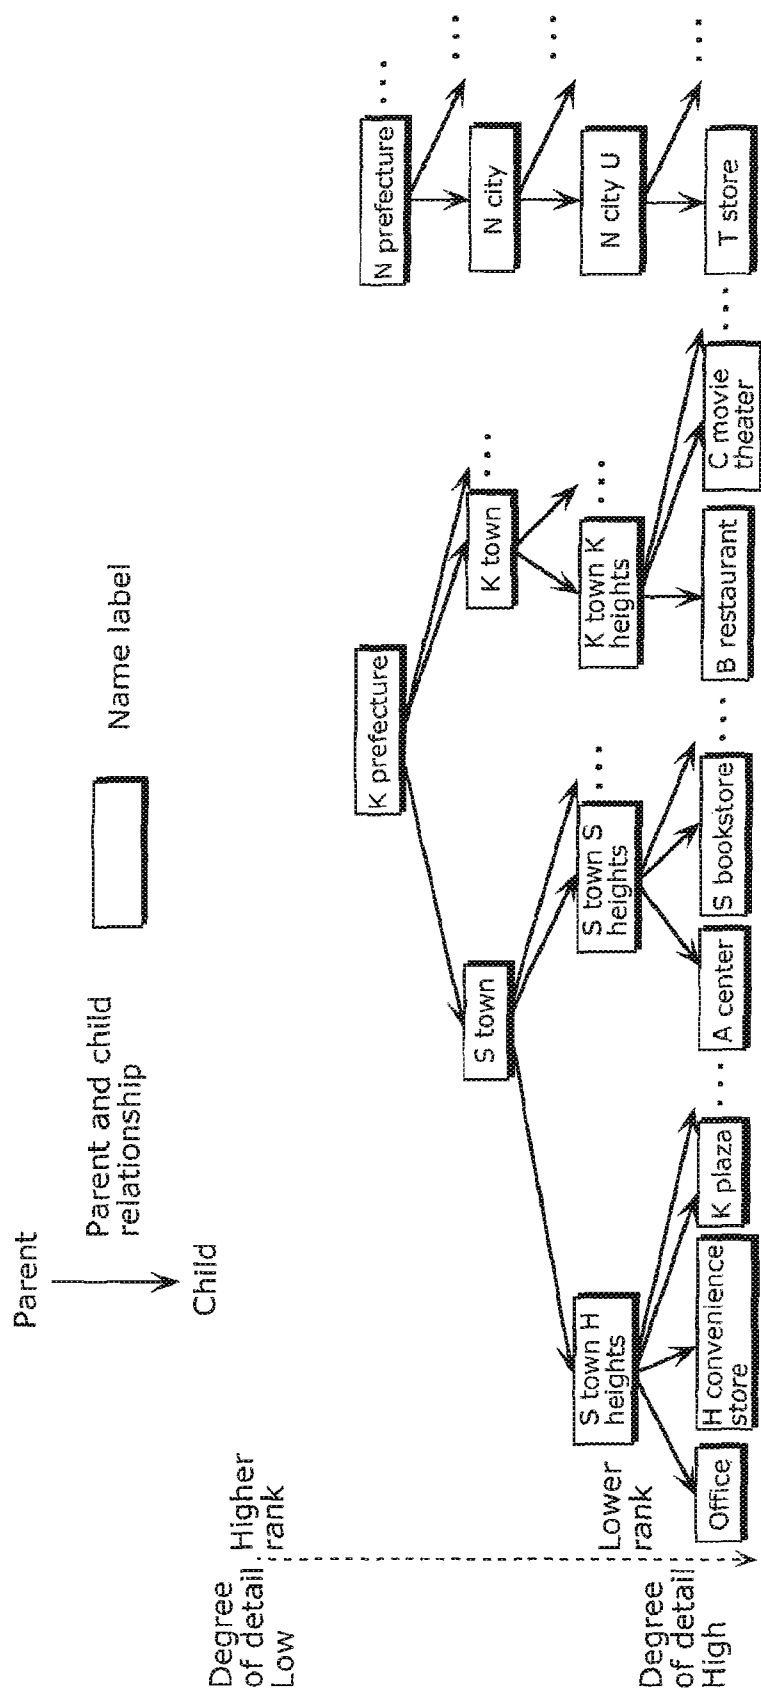 Parent
Child
Parent and child
relationship
Name label
Degree
of detail
Low
Higher
rank
Lower
rank
Degree
of detail
High
K prefecture
N prefecture
S town
K town
N city
S town H
heights
S town S
heights
K town K
heights
N city U
Office
H convenience
store
K plaza
A center
S bookstore
B restaurant
C movie
theater
T store